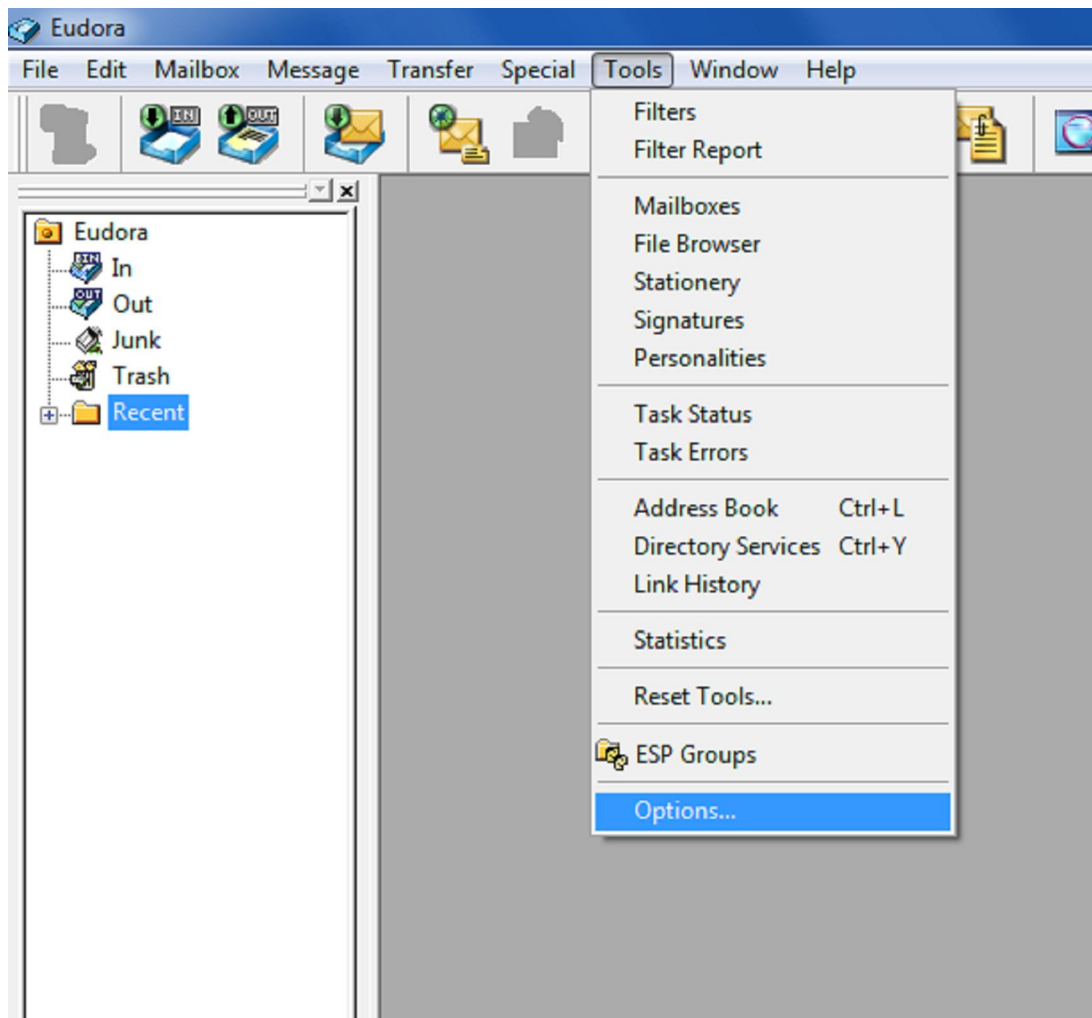 Eudora
File Edit Mailbox Message Transfer Special Tools Window Help
IN OUT
Eudora
In
Out
Junk
Trash
Recent
Filters
Filter Report
Mailboxes
File Browser
Stationery
Signatures
Personalities
Task Status
Task Errors
Address Book Ctrl+L
Directory Services Ctrl+Y
Link History
Statistics
Reset Tools...
ESP Groups
Options...